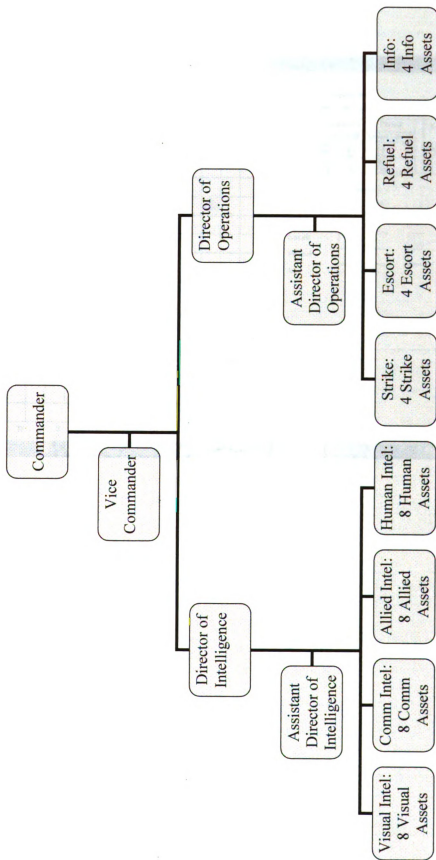 Commander
Vice
Commander
Director of
Intelligence
Director of
Operations
Assistant
Director of
Intelligence
Assistant
Director of
Operations
Visual Intel:
8 Visual
Assets
Comm Intel:
8 Comm
Assets
Allied Intel:
8 Allied
Assets
Human Intel:
8 Human
Assets
Strike:
4 Strike
Assets
Escort:
4 Escort
Assets
Refuel:
4 Refuel
Assets
Info:
4 Info
Assets